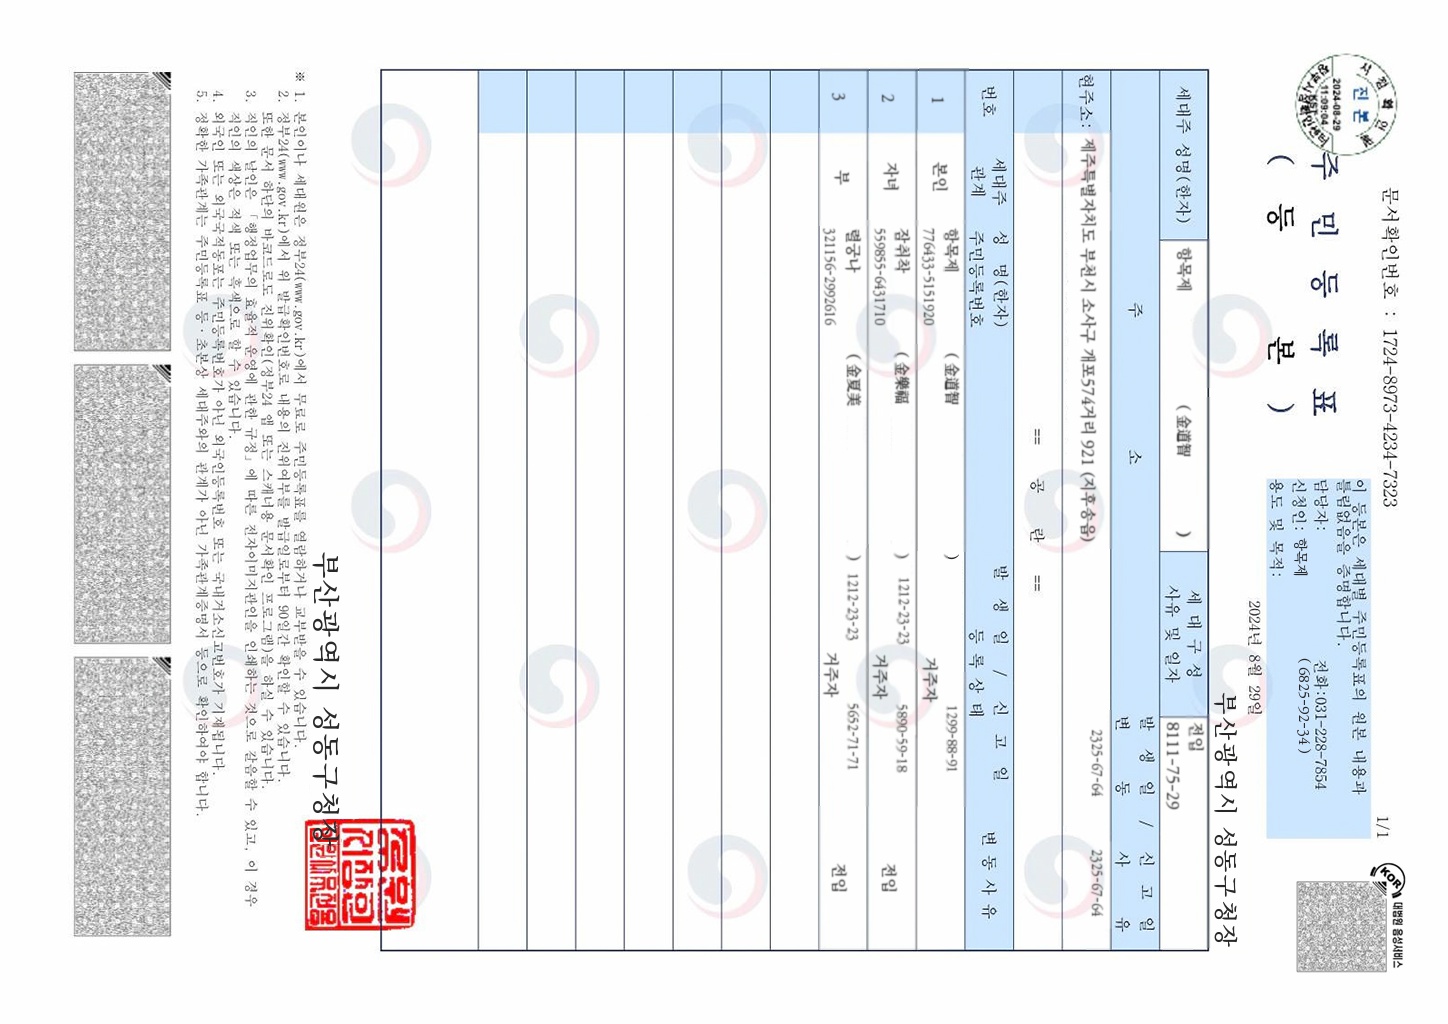 문서확인번호 : 1724-8973-4234-7323
1/1
대법원 음성서비스
KOR
2024-08-29
11:09:04
진본
주 민 등 록 표
( 등 본 )
이 등본은 세대별 주민등록표의 원본 내용과
틀림없음을 증명합니다.
담당자: 전화:031-228-7854
신청인: 항목제 (6825-92-34)
용도 및 목적:
2024년 8월 29일
부산광역시 성동구청장
세대주 성명(한자) 항목제 ( 金道智 ) 세 대 구 성 전입
사유 및 일자 8111-75-29
주 소 발 생 일 / 신 고 일
변 동 사 유
현주소: 제주특별자치도 부천시 소사구 개포574거리 921 (지후송읍) 2325-67-64 2325-67-64
== 공 란 ==
번호 세대주 성 명(한자) 발 생 일 / 신 고 일 변 동 사 유
관계 주민등록번호 등 록 상 태
1 본인 항목제 ( 金道智 ) 1299-88-91
776433-5151920 거주자
2 자녀 잠취착 ( 金樂福 ) 1212-23-23 5890-59-18 전입
559855-6431710 거주자
3 부 렬궁나 ( 金夏美 ) 1212-23-23 5652-71-71 전입
321156-2992616 거주자
부산광역시 성동구청장
※ 1. 본인이나 세대원은 정부24(www.gov.kr)에서 무료로 주민등록표를 열람하거나 교부받을 수 있습니다.
2. 정부24(www.gov.kr)에서 위 발급확인번호로 내용의 진위여부를 발급일로부터 90일간 확인할 수 있습니다.
또한 문서 하단의 바코드로도 진위확인(정부24 앱 또는 스캐너용 문서확인 프로그램)을 하실 수 있습니다.
3. 직인의 날인은 「행정업무의 효율적 운영에 관한 규정」에 따른 전자이미지관인을 인쇄하는 것으로 갈음할 수 있고, 이 경우
직인의 색상은 적색 또는 흑색으로 할 수 있습니다.
4. 외국인 또는 외국국적동포는 주민등록번호가 아닌 외국인등록번호 또는 국내거소신고번호가 기재됩니다.
5. 정확한 가족관계는 주민등록표 등·초본상 세대주와의 관계가 아닌 가족관계증명서 등으로 확인하여야 합니다.